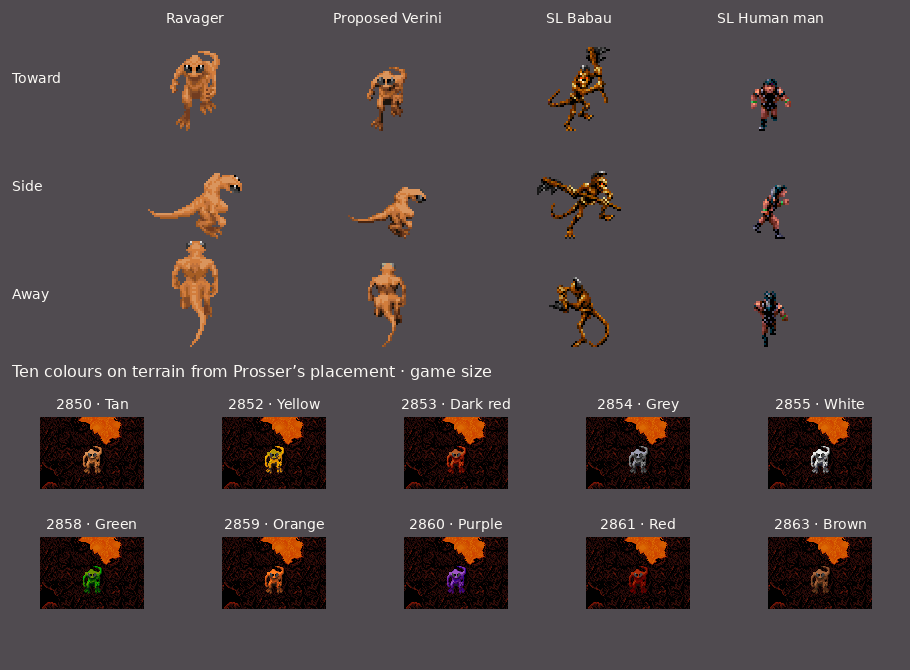 Ravager Proposed Verini SL Babau SL Human man
Toward
Side
Away
Ten colours on terrain from Prosser’s placement · game size
2850 · Tan 2852 · Yellow 2853 · Dark red 2854 · Grey 2855 · White
2858 · Green 2859 · Orange 2860 · Purple 2861 · Red 2863 · Brown